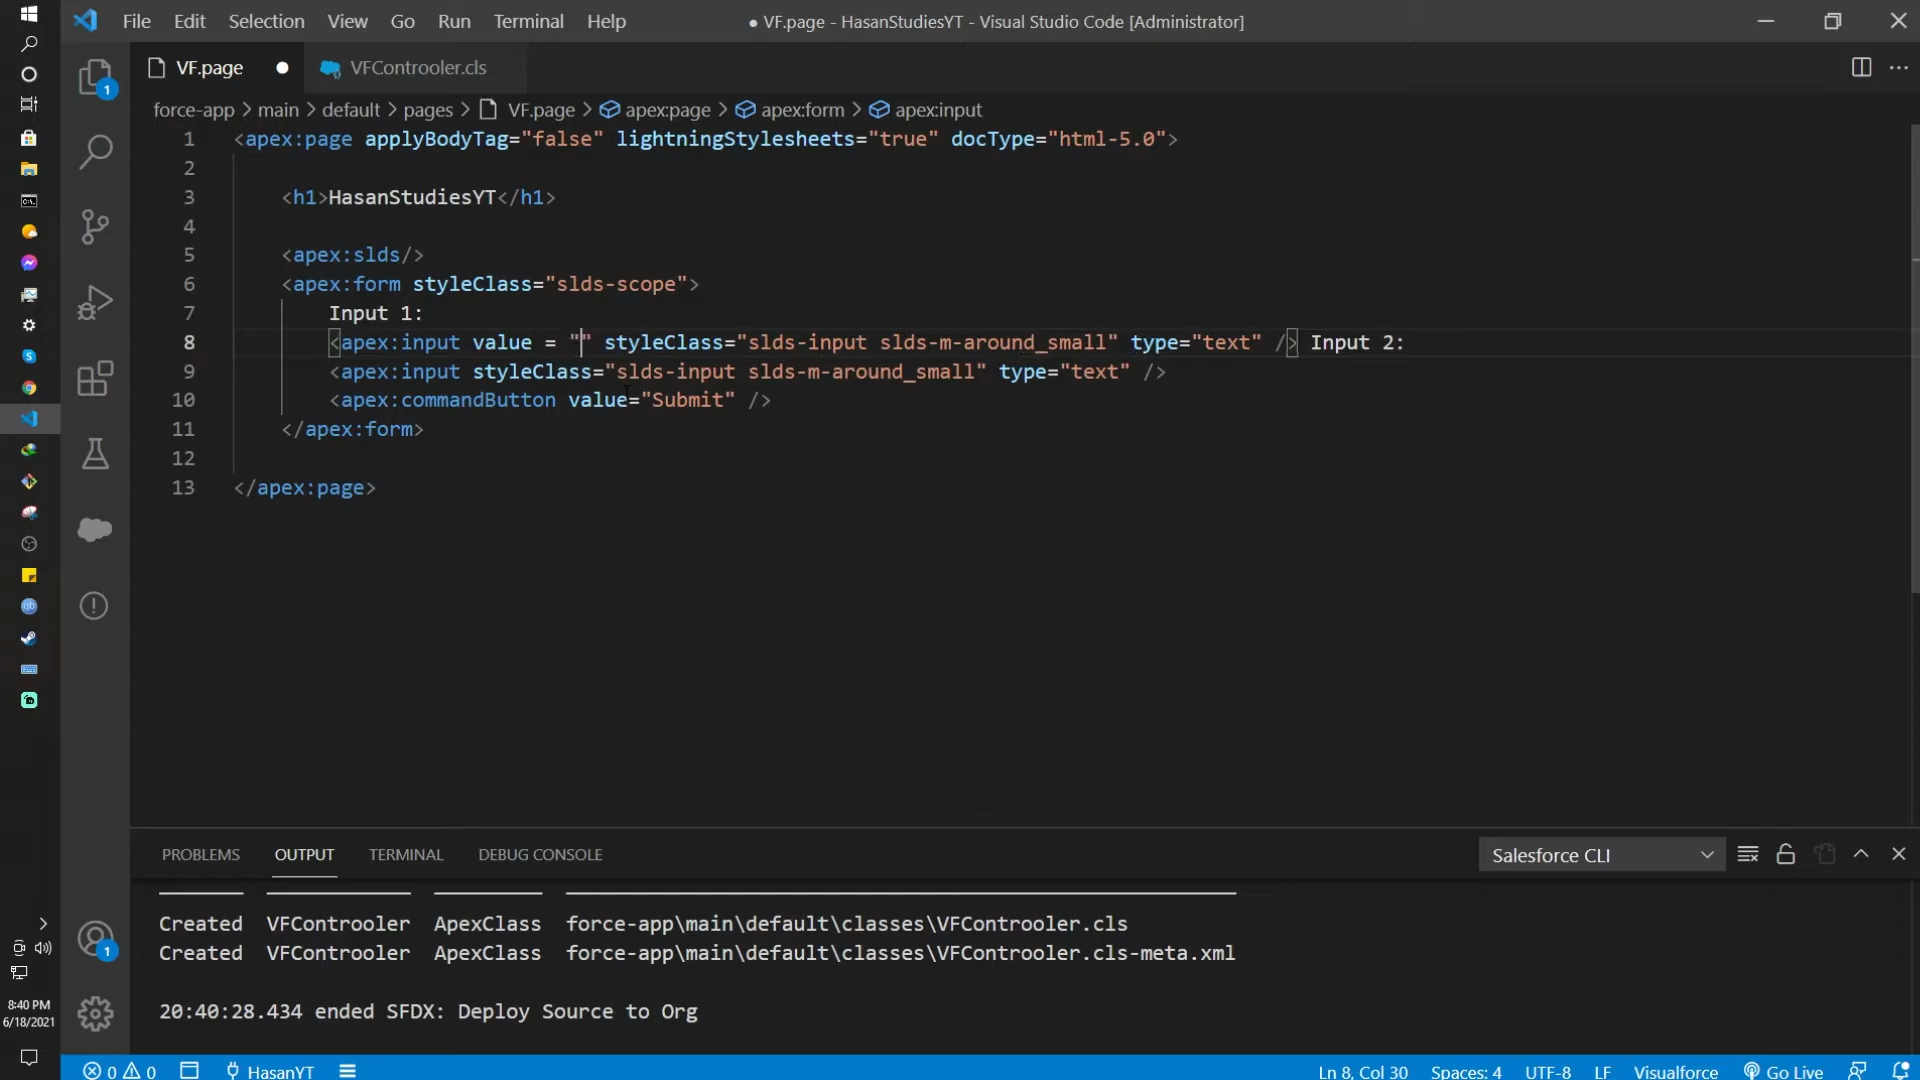 File Edit Selection View Go Run Terminal Help ● VF.page - HasanStudiesYT - Visual Studio Code [Administrator]
VF.page ● VFControoler.cls
1
force-app > main > default > pages > VF.page > apex:page > apex:form > apex:input
1 <apex:page applyBodyTag="false" lightningStylesheets="true" docType="html-5.0">
2
3 <h1>HasanStudiesYT</h1>
4
5 <apex:slds/>
6 <apex:form styleClass="slds-scope">
7 Input 1:
8 <apex:input value = "" styleClass="slds-input slds-m-around_small" type="text" /> Input 2:
9 <apex:input styleClass="slds-input slds-m-around_small" type="text" />
10 <apex:commandButton value="Submit" />
11 </apex:form>
12
13 </apex:page>
PROBLEMS OUTPUT TERMINAL DEBUG CONSOLE Salesforce CLI
Created VFControoler ApexClass force-app\main\default\classes\VFControoler.cls
Created VFControoler ApexClass force-app\main\default\classes\VFControoler.cls-meta.xml
20:40:28.434 ended SFDX: Deploy Source to Org
1
8:40 PM
6/18/2021
0 0 HasanYT Ln 8, Col 30 Spaces: 4 UTF-8 LF Visualforce Go Live